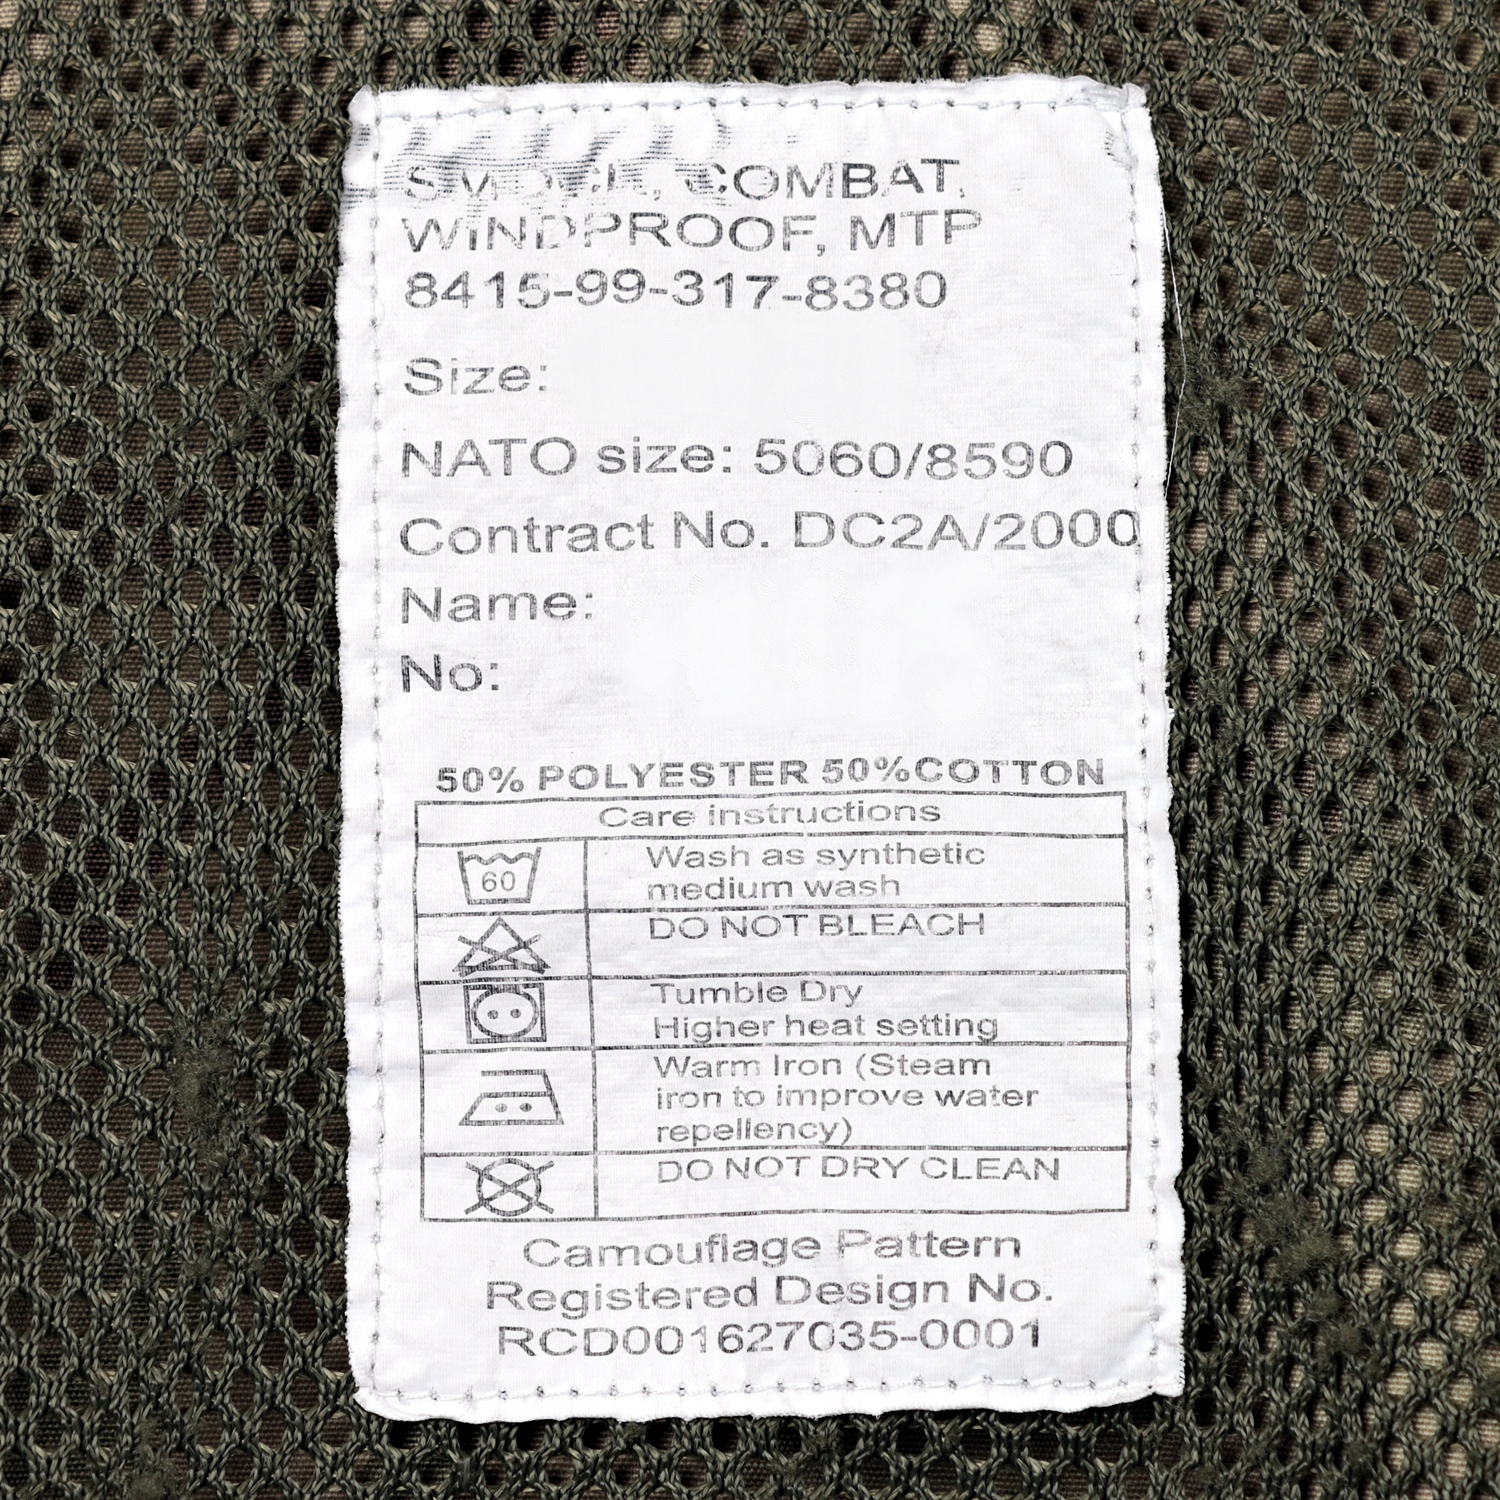 SMOCK, COMBAT,
WINDPROOF, MTP
8415-99-317-8380
Size:
NATO size: 5060/8590
Contract No. DC2A/2000
Name:
No:
50% POLYESTER 50%COTTON
Care instructions
60
Wash as synthetic
medium wash
DO NOT BLEACH
Tumble Dry
Higher heat setting
Warm Iron (Steam
iron to improve water
repellency)
DO NOT DRY CLEAN
Camouflage Pattern
Registered Design No.
RCD001627035-0001